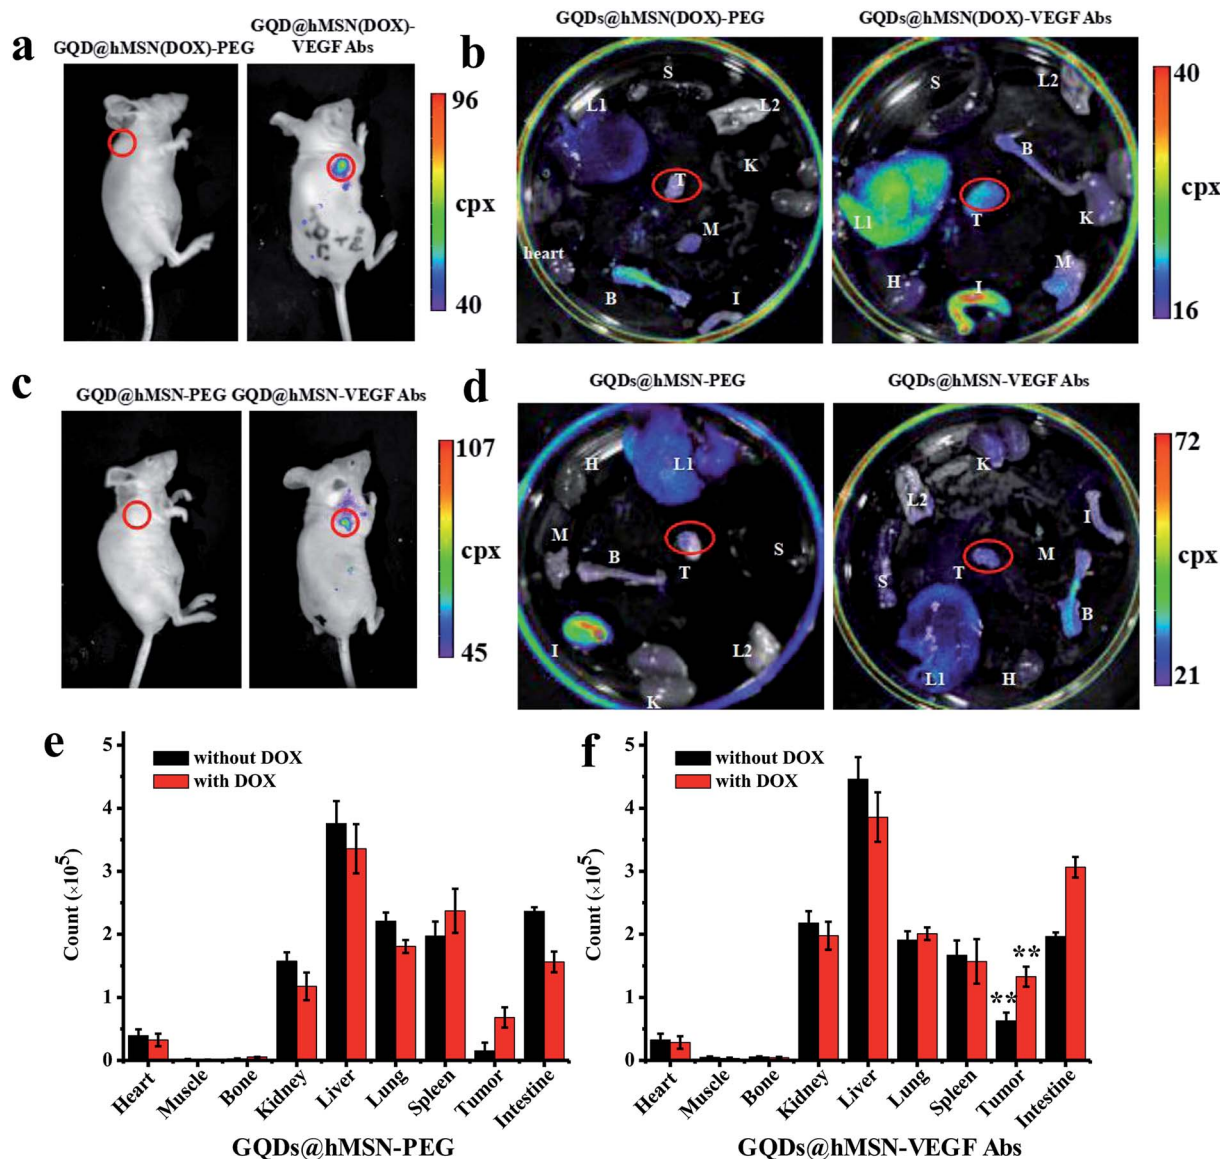 a
GQD@hMSN(DOX)-PEG
GQD@hMSN(DOX)-
VEGF Abs
96
cpx
40
b
GQDs@hMSN(DOX)-PEG
GQDs@hMSN(DOX)-VEGF Abs
S
L1
L2
K
T
M
heart
B
I
S
L2
B
L1
T
K
H
I
M
40
cpx
16
c
GQD@hMSN-PEG
GQD@hMSN-VEGF Abs
107
cpx
45
d
GQDs@hMSN-PEG
GQDs@hMSN-VEGF Abs
H
L1
M
B
T
S
I
K
L2
K
L2
I
S
T
M
B
L1
H
72
cpx
21
e
without DOX
with DOX
Count (×10⁵)
5
4
3
2
1
0
Heart
Muscle
Bone
Kidney
Liver
Lung
Spleen
Tumor
Intestine
GQDs@hMSN-PEG
f
without DOX
with DOX
Count (×10⁵)
5
4
3
2
1
0
**
**
Heart
Muscle
Bone
Kidney
Liver
Lung
Spleen
Tumor
Intestine
GQDs@hMSN-VEGF Abs